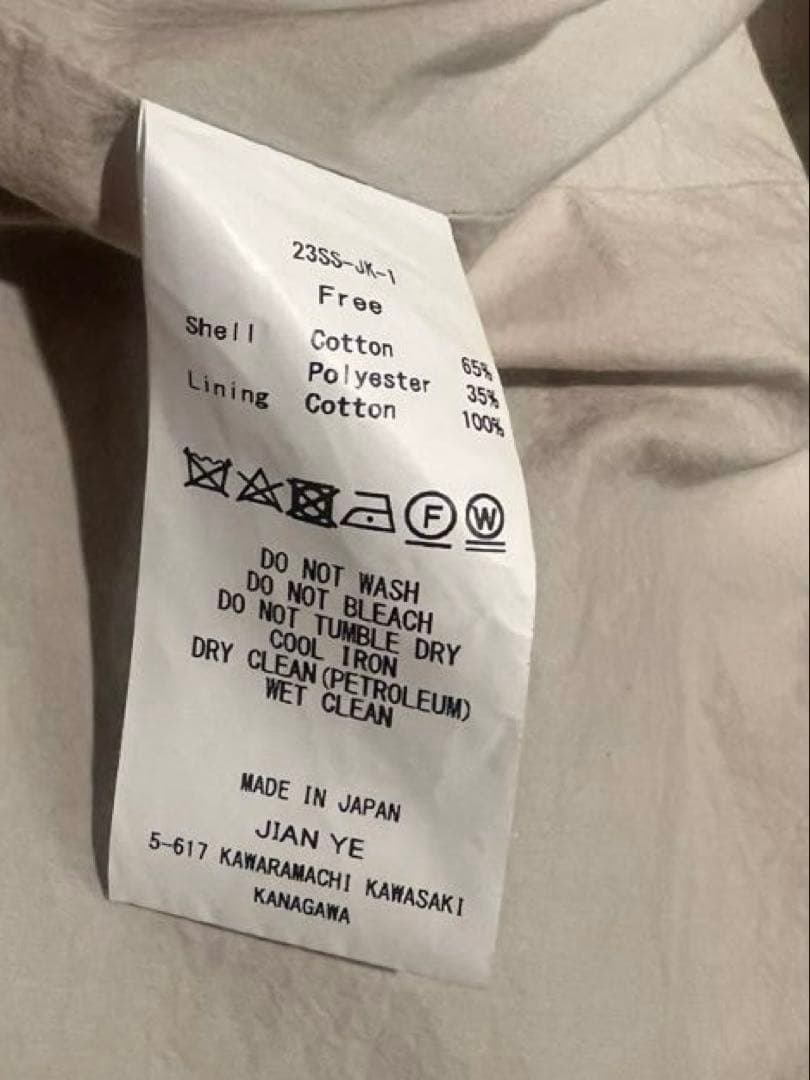 23SS-JK-1
Free
Shell Cotton 65%
Polyester 35%
Lining Cotton 100%
F W
DO NOT WASH
DO NOT BLEACH
DO NOT TUMBLE DRY
COOL IRON
DRY CLEAN(PETROLEUM)
WET CLEAN
MADE IN JAPAN
JIAN YE
5-617 KAWARAMACHI KAWASAKI
KANAGAWA